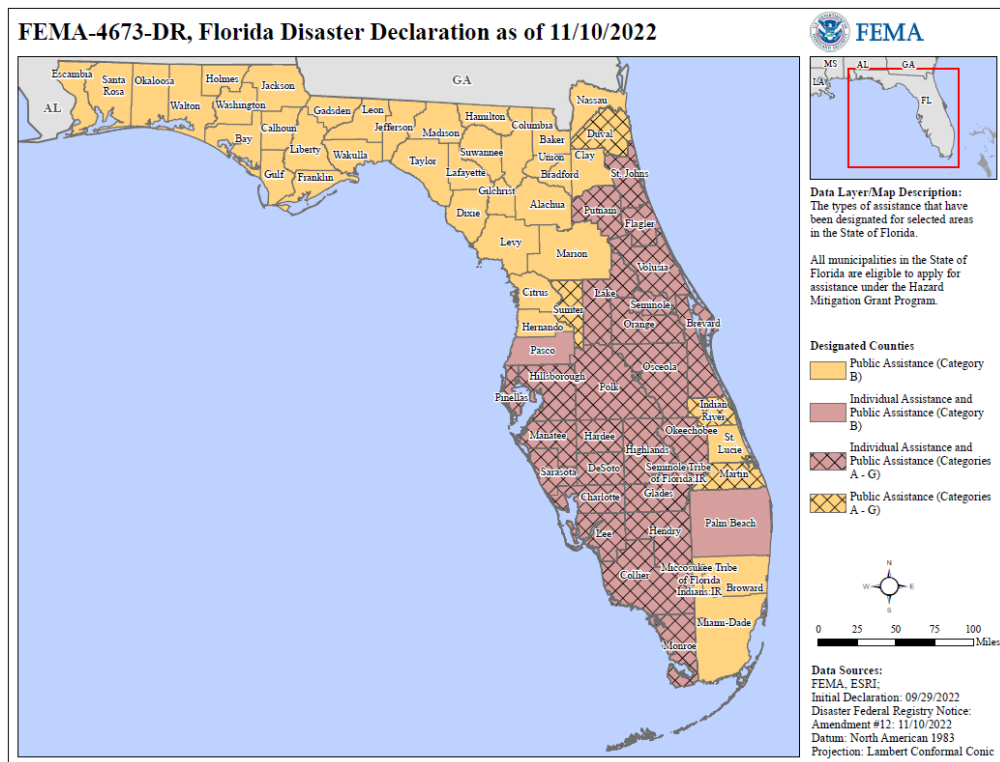 FEMA-4673-DR, Florida Disaster Declaration as of 11/10/2022
FEMA
MS
AL
GA
LA
FL
AL
GA
Escambia
Santa
Rosa
Okaloosa
Walton
Holmes
Washington
Jackson
Bay
Calhoun
Gulf
Liberty
Franklin
Gadsden
Leon
Wakulla
Jefferson
Madison
Taylor
Hamilton
Suwannee
Lafayette
Columbia
Baker
Union
Bradford
Gilchrist
Dixie
Alachua
Nassau
Duval
Clay
St. Johns
Putnam
Flagler
Levy
Marion
Volusia
Citrus
Sumter
Lake
Seminole
Orange
Brevard
Hernando
Pasco
Osceola
Hillsborough
Polk
Pinellas
Indian
River
Okeechobee
St.
Lucie
Manatee
Hardee
Highlands
Sarasota
DeSoto
Seminole Tribe
of Florida IR
Martin
Charlotte
Glades
Lee
Hendry
Palm Beach
Collier
Miccosukee Tribe
of Florida
Indians IR
Broward
Miami-Dade
Monroe
Data Layer/Map Description:
The types of assistance that have
been designated for selected areas
in the State of Florida.
All municipalities in the State of
Florida are eligible to apply for
assistance under the Hazard
Mitigation Grant Program.
Designated Counties
Public Assistance (Category
B)
Individual Assistance and
Public Assistance (Category
B)
Individual Assistance and
Public Assistance (Categories
A - G)
Public Assistance (Categories
A - G)
N
W
E
S
0 25 50 75 100
Miles
Data Sources:
FEMA, ESRI;
Initial Declaration: 09/29/2022
Disaster Federal Registry Notice:
Amendment #12: 11/10/2022
Datum: North American 1983
Projection: Lambert Conformal Conic